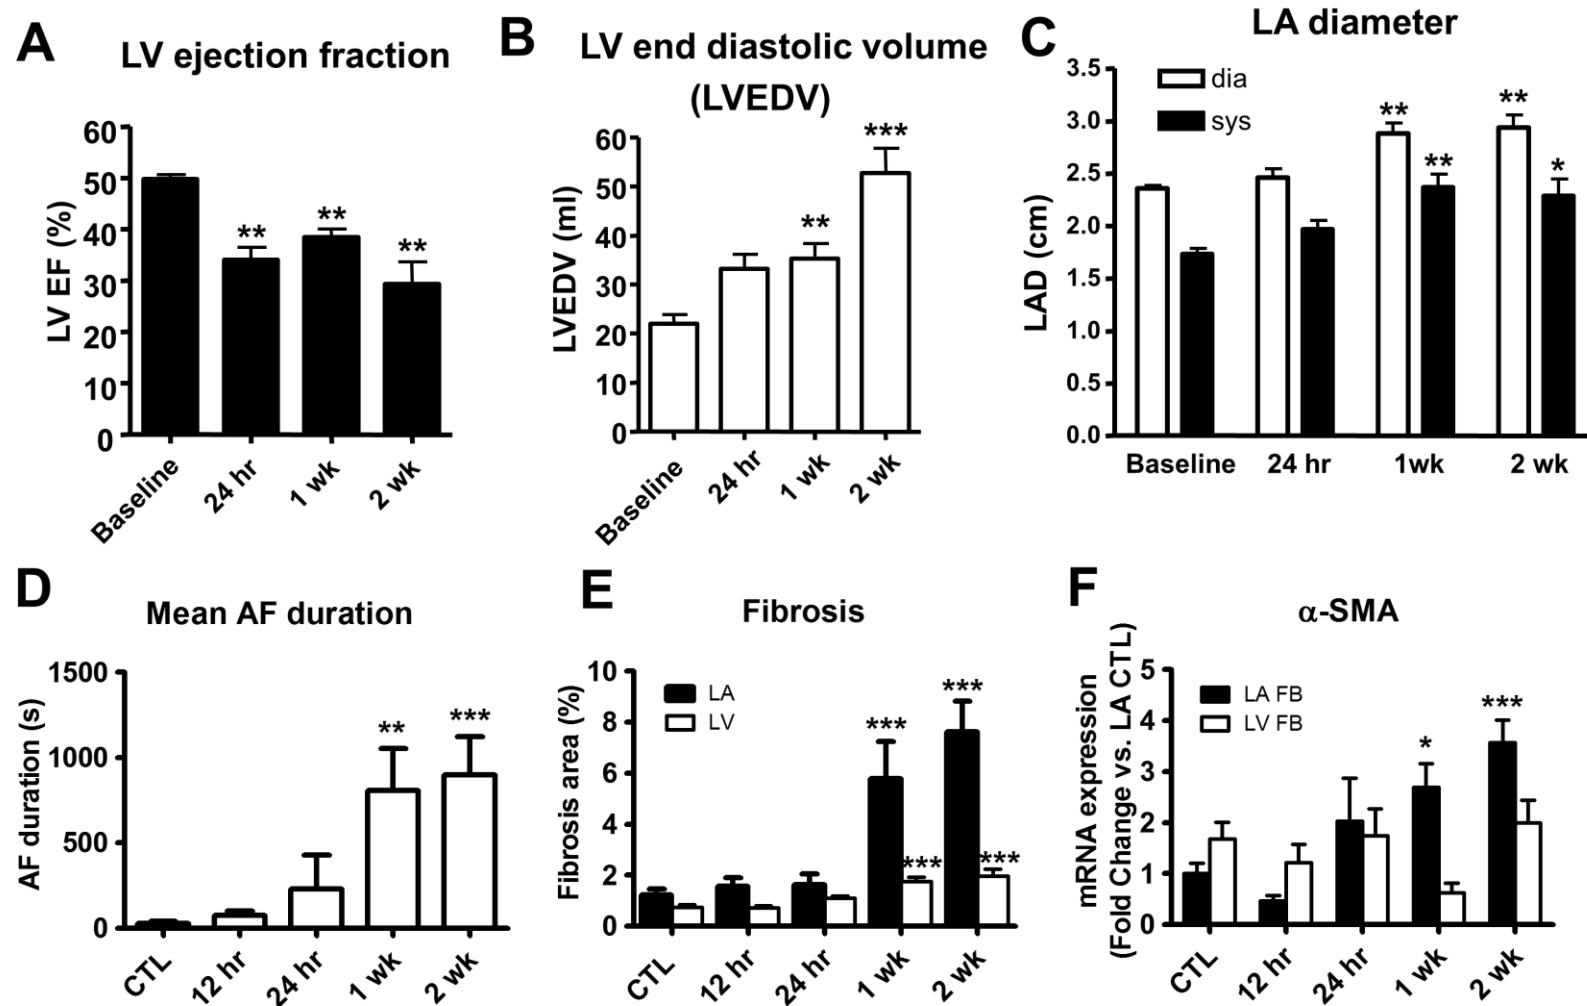 A
LV ejection fraction
LV EF (%)
60
50
40
30
20
10
0
**
**
**
Baseline
24 hr
1 wk
2 wk
B
LV end diastolic volume
(LVEDV)
LVEDV (ml)
60
50
40
30
20
10
0
**
***
Baseline
24 hr
1 wk
2 wk
C
LA diameter
LAD (cm)
3.5
3.0
2.5
2.0
1.5
1.0
0.5
0.0
dia
sys
**
**
**
*
Baseline
24 hr
1wk
2 wk
D
Mean AF duration
AF duration (s)
1500
1000
500
0
**
***
CTL
12 hr
24 hr
1 wk
2 wk
E
Fibrosis
Fibrosis area (%)
10
8
6
4
2
0
LA
LV
***
***
***
***
CTL
12 hr
24 hr
1 wk
2 wk
F
α-SMA
mRNA expression
(Fold Change vs. LA CTL)
5
4
3
2
1
0
LA FB
LV FB
*
***
CTL
12 hr
24 hr
1 wk
2 wk